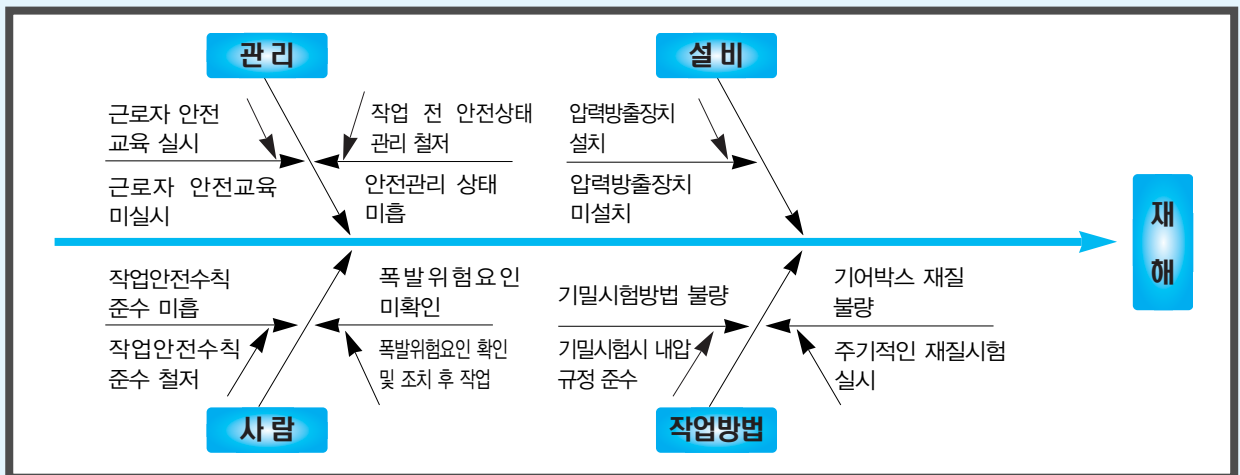 관리
설비
근로자 안전
교육 실시
작업 전 안전상태
관리 철저
압력방출장치
설치
근로자 안전교육
미실시
안전관리 상태
미흡
압력방출장치
미설치
재
해
작업안전수칙
준수 미흡
폭발위험요인
미확인
기밀시험방법 불량
기어박스 재질
불량
작업안전수칙
준수 철저
폭발위험요인 확인
및 조치 후 작업
기밀시험시 내압
규정 준수
주기적인 재질시험
실시
사람
작업방법